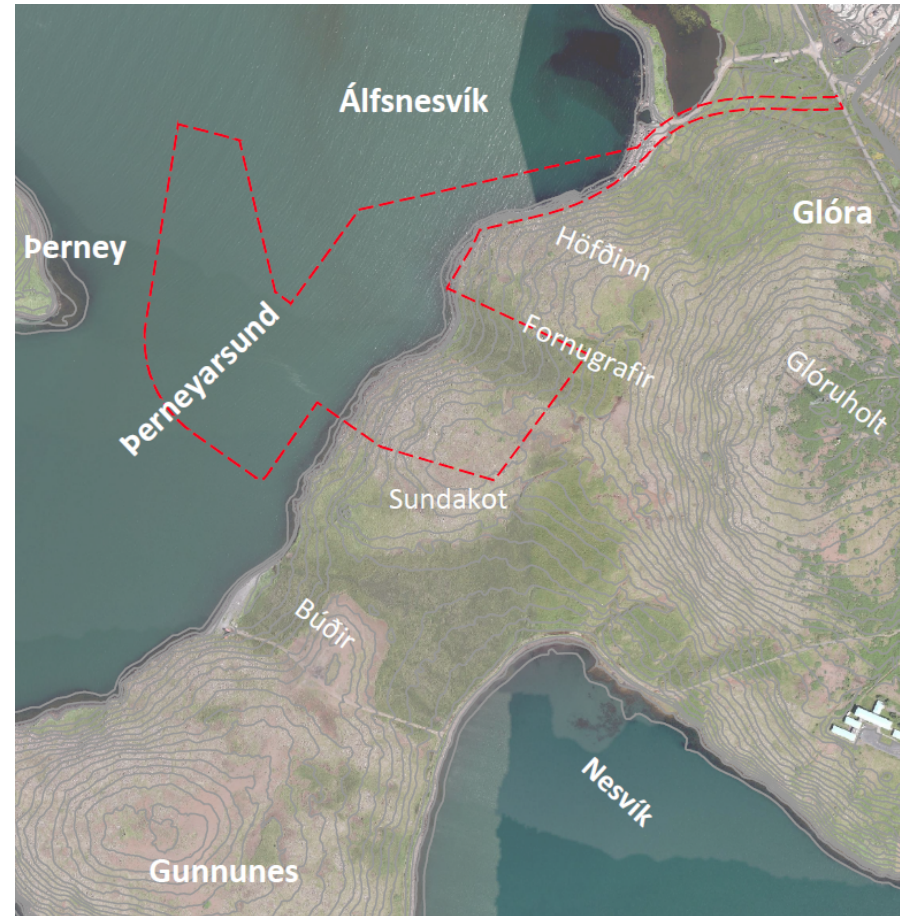 Álfsnesvík
Glóra
Þerney
Höfðinn
Þerneyarsund
Fornugrafir
Glóruholt
Sundakot
Búðir
Nesvík
Gunnunes